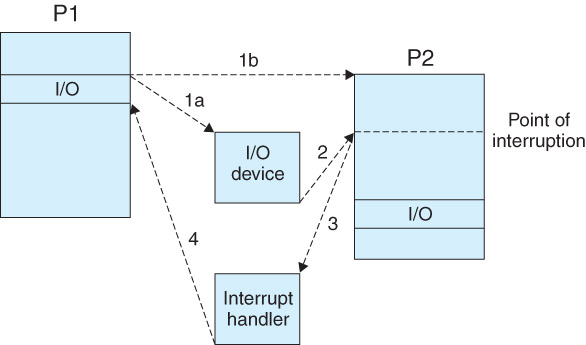 P1
1b
P2
I/O
1a
Point of
interruption
I/O
device
2
I/O
3
4
Interrupt
handler